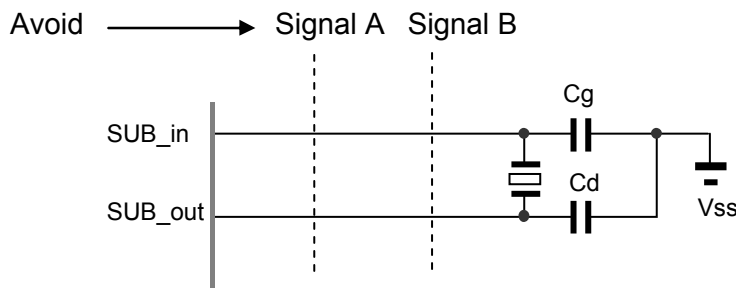 Avoid Signal A Signal B
Cg
SUB_in
Cd
SUB_out
Vss